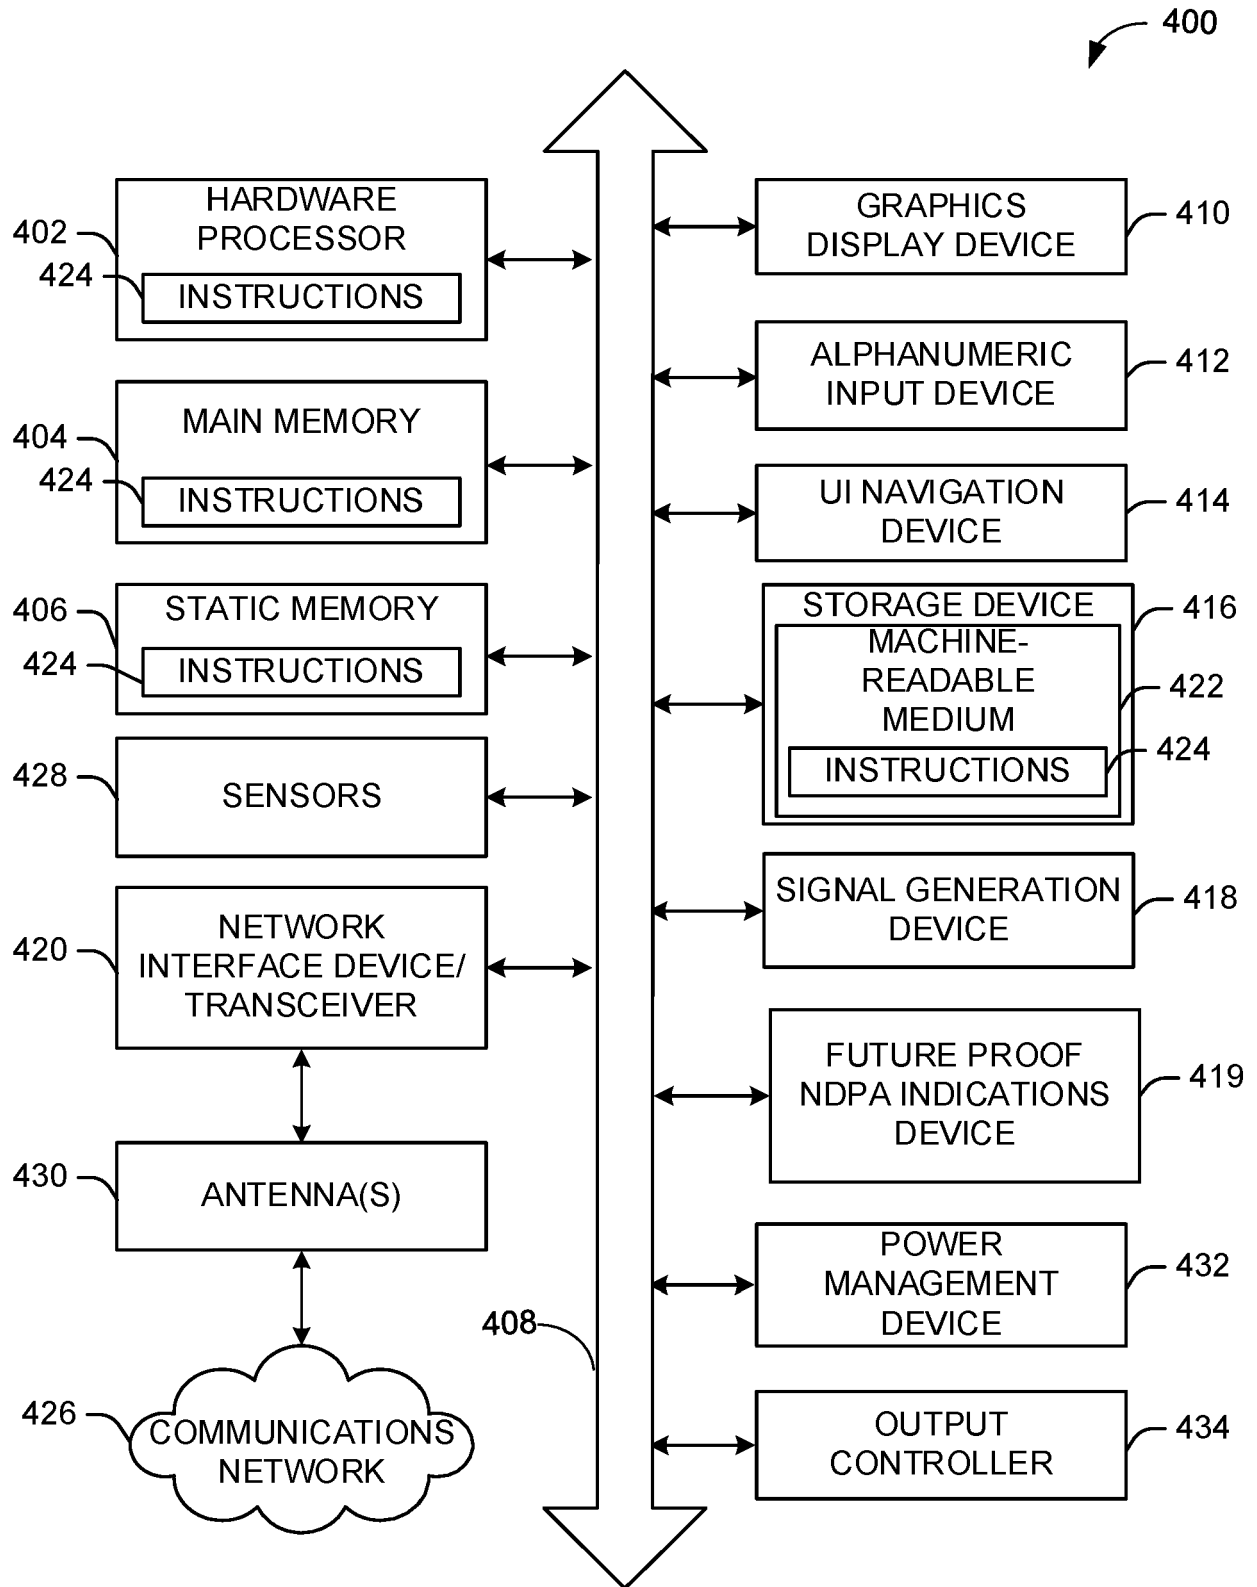 400
HARDWARE
PROCESSOR
402
424
INSTRUCTIONS
MAIN MEMORY
404
424
INSTRUCTIONS
STATIC MEMORY
406
424
INSTRUCTIONS
428
SENSORS
NETWORK
420
INTERFACE DEVICE/
TRANSCEIVER
430
ANTENNA(S)
408
426
COMMUNICATIONS
NETWORK
GRAPHICS
DISPLAY DEVICE
410
ALPHANUMERIC
INPUT DEVICE
412
UI NAVIGATION
DEVICE
414
STORAGE DEVICE
416
MACHINE-
READABLE
MEDIUM
422
INSTRUCTIONS
424
SIGNAL GENERATION
DEVICE
418
FUTURE PROOF
NDPA INDICATIONS
DEVICE
419
POWER
MANAGEMENT
DEVICE
432
OUTPUT
CONTROLLER
434